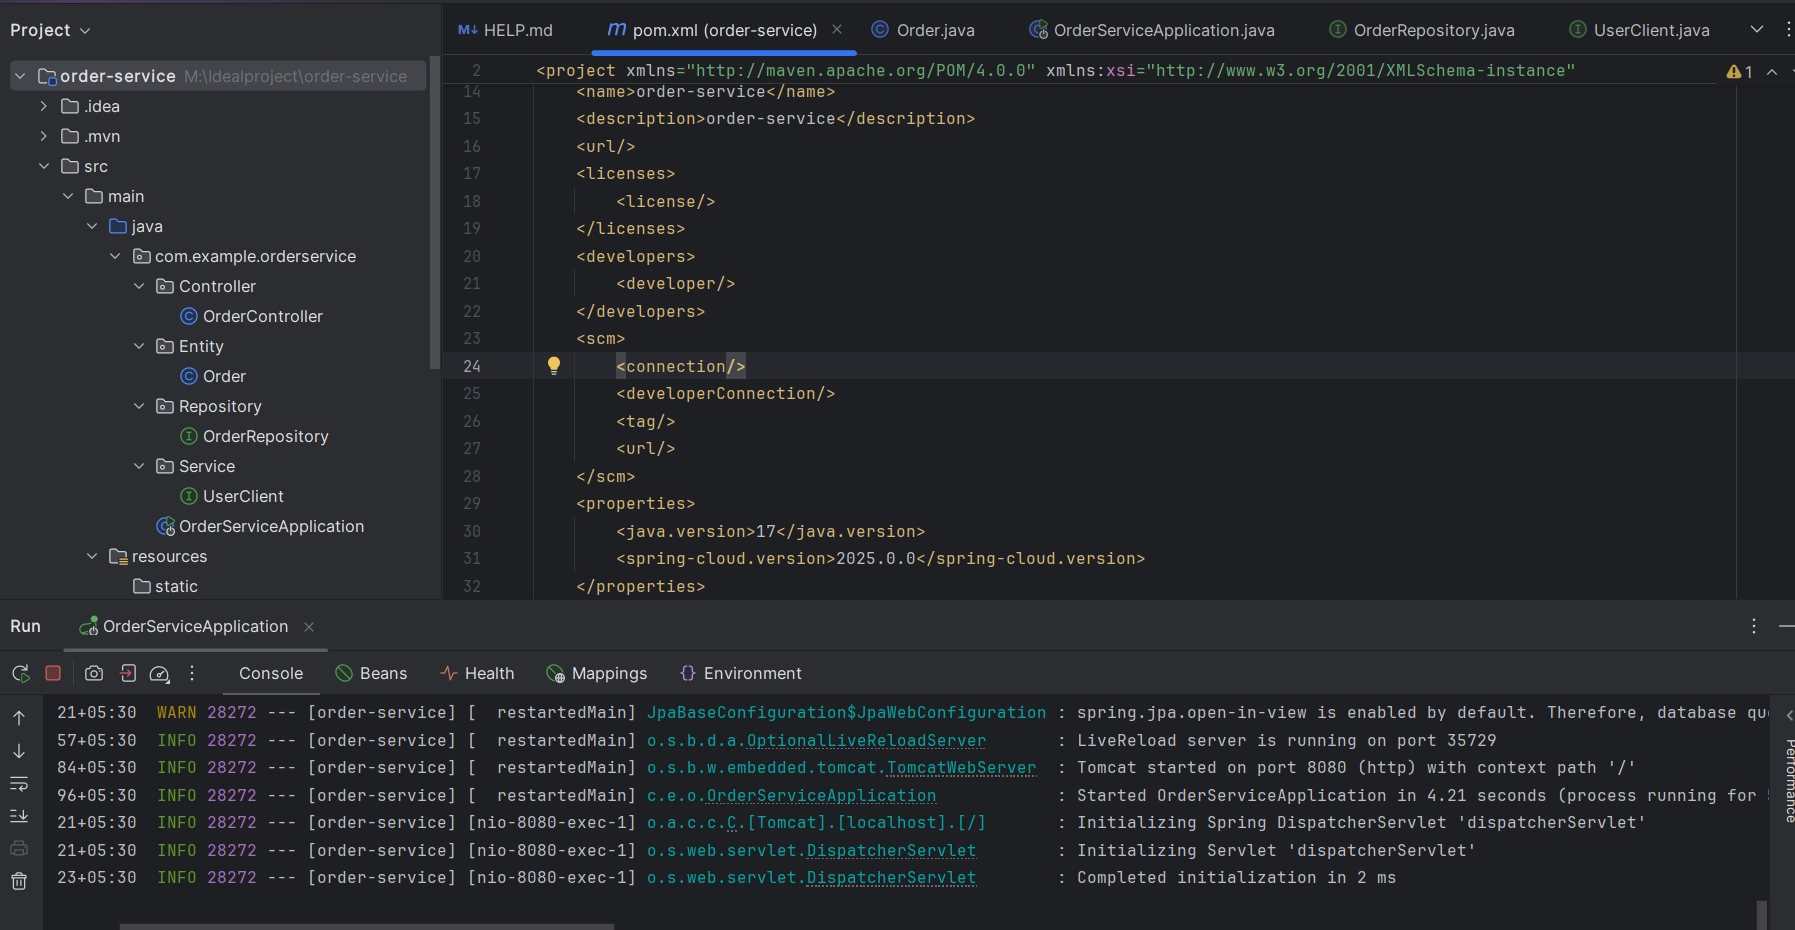 Project
order-service M:\Idealproject\order-service
.idea
.mvn
src
main
java
com.example.orderservice
Controller
OrderController
Entity
Order
Repository
OrderRepository
Service
UserClient
OrderServiceApplication
resources
static
M↓ HELP.md
m pom.xml (order-service)
Order.java
OrderServiceApplication.java
OrderRepository.java
UserClient.java
2 <project xmlns="http://maven.apache.org/POM/4.0.0" xmlns:xsi="http://www.w3.org/2001/XMLSchema-instance"
1
14 <name>order-service</name>
15 <description>order-service</description>
16 <url/>
17 <licenses>
18 <license/>
19 </licenses>
20 <developers>
21 <developer/>
22 </developers>
23 <scm>
24 <connection/>
25 <developerConnection/>
26 <tag/>
27 <url/>
28 </scm>
29 <properties>
30 <java.version>17</java.version>
31 <spring-cloud.version>2025.0.0</spring-cloud.version>
32 </properties>
Run OrderServiceApplication
Console Beans Health Mappings Environment
21+05:30 WARN 28272 --- [order-service] [ restartedMain] JpaBaseConfiguration$JpaWebConfiguration : spring.jpa.open-in-view is enabled by default. Therefore, database
57+05:30 INFO 28272 --- [order-service] [ restartedMain] o.s.b.d.a.OptionalLiveReloadServer : LiveReload server is running on port 35729
84+05:30 INFO 28272 --- [order-service] [ restartedMain] o.s.b.w.embedded.tomcat.TomcatWebServer : Tomcat started on port 8080 (http) with context path '/'
96+05:30 INFO 28272 --- [order-service] [ restartedMain] c.e.o.OrderServiceApplication : Started OrderServiceApplication in 4.21 seconds (process running for
21+05:30 INFO 28272 --- [order-service] [nio-8080-exec-1] o.a.c.c.C.[Tomcat].[localhost].[/] : Initializing Spring DispatcherServlet 'dispatcherServlet'
21+05:30 INFO 28272 --- [order-service] [nio-8080-exec-1] o.s.web.servlet.DispatcherServlet : Initializing Servlet 'dispatcherServlet'
23+05:30 INFO 28272 --- [order-service] [nio-8080-exec-1] o.s.web.servlet.DispatcherServlet : Completed initialization in 2 ms
Performance